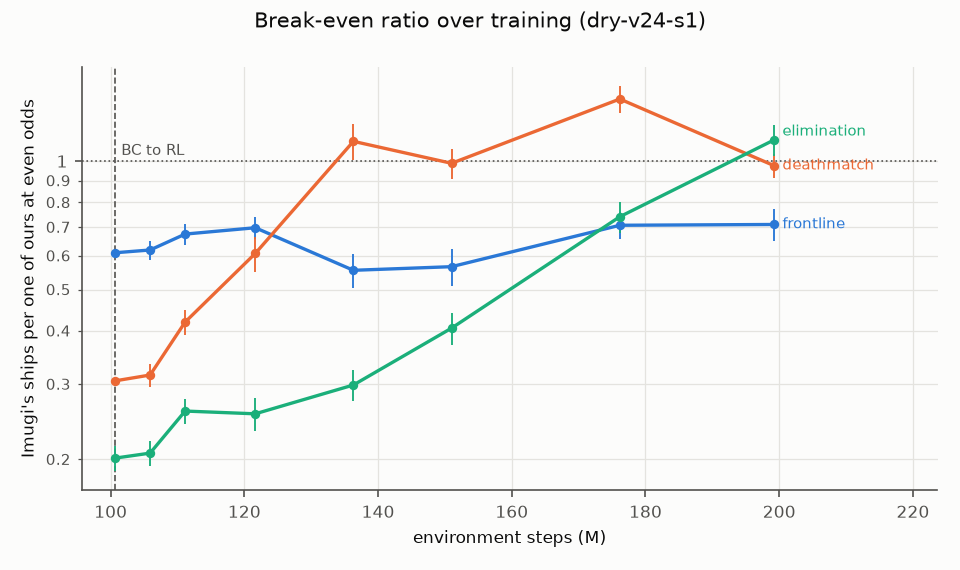 Break-even ratio over training (dry-v24-s1)
Imugi's ships per one of ours at even odds
1
0.9
0.8
0.7
0.6
0.5
0.4
0.3
0.2
BC to RL
elimination
deathmatch
frontline
100
120
140
160
180
200
220
environment steps (M)